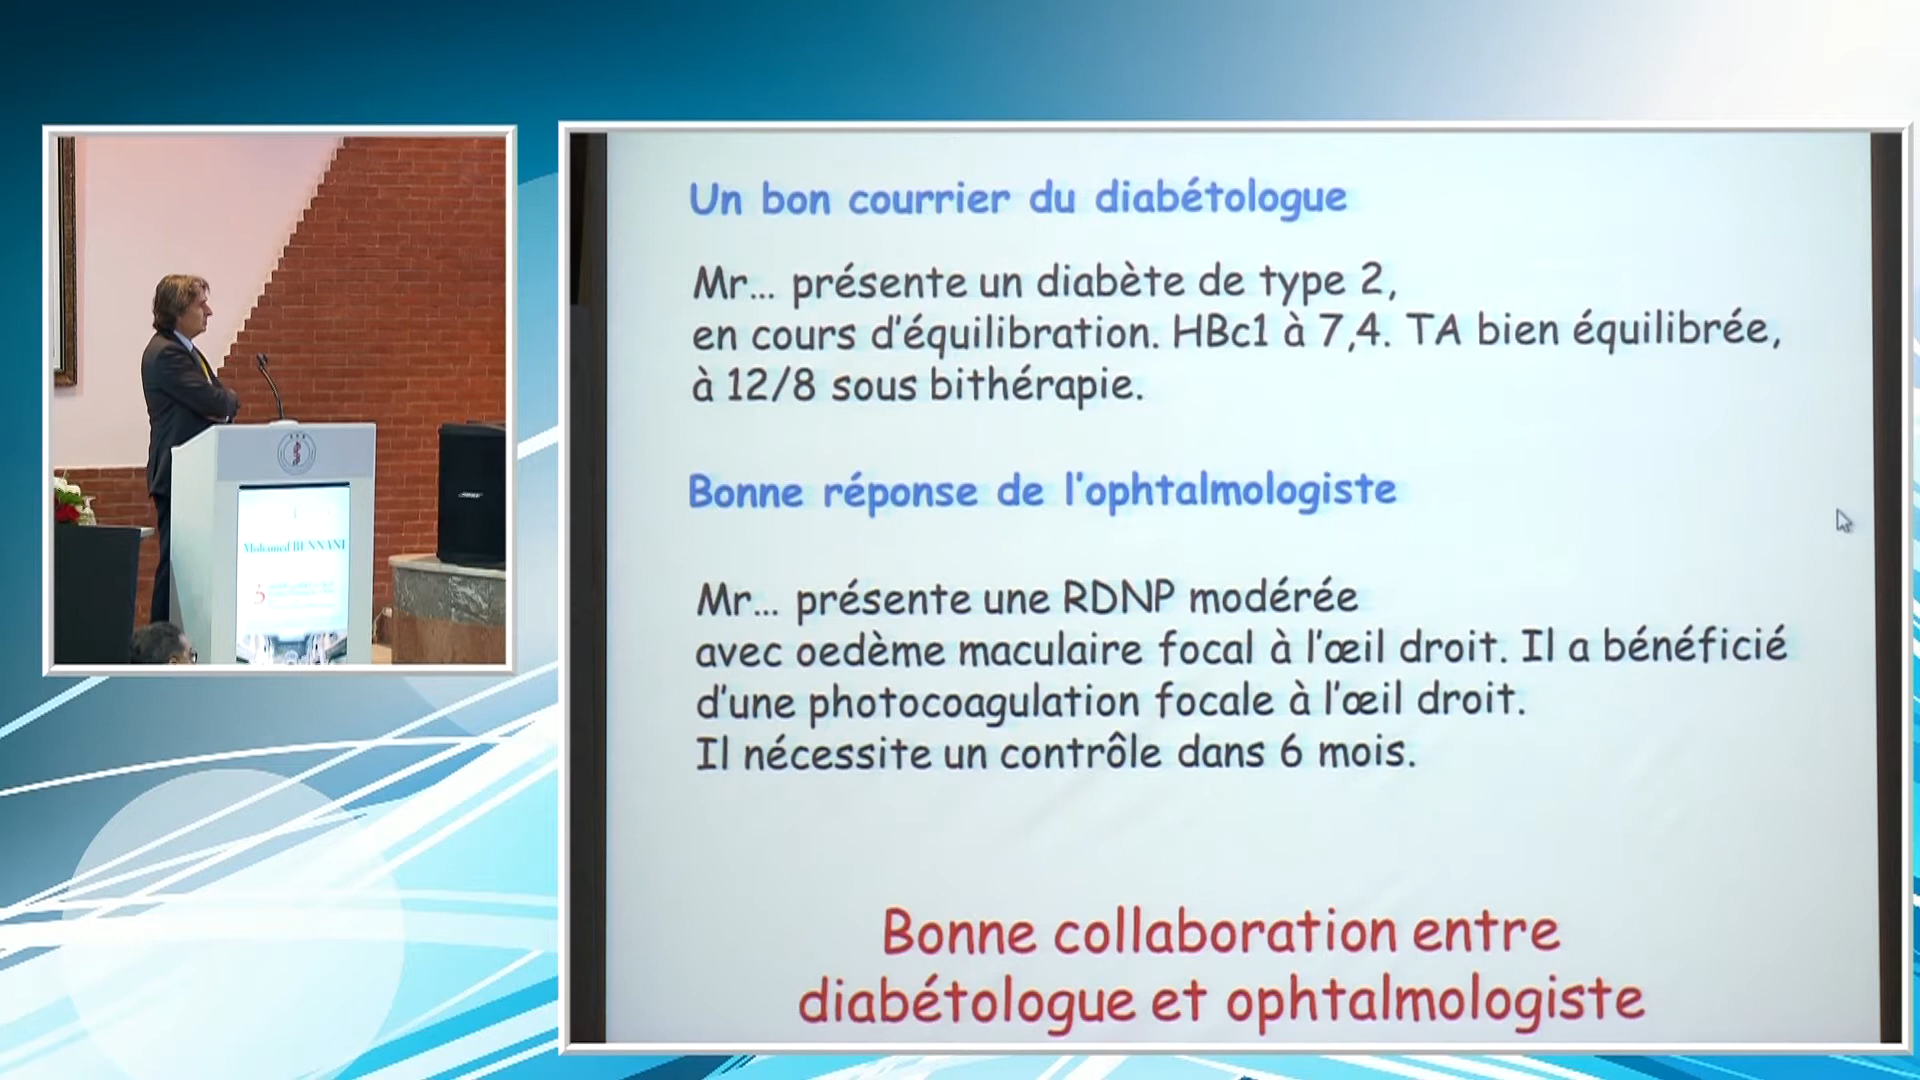 Mohamed BENNANI
5
BOSE
Un bon courrier du diabétologue
Mr... présente un diabète de type 2,
en cours d'équilibration. HBc1 à 7,4. TA bien équilibrée,
à 12/8 sous bithérapie.
Bonne réponse de l'ophtalmologiste
Mr... présente une RDNP modérée
avec oedème maculaire focal à l'œil droit. Il a bénéficié
d'une photocoagulation focale à l'œil droit.
Il nécessite un contrôle dans 6 mois.
Bonne collaboration entre
diabétologue et ophtalmologiste